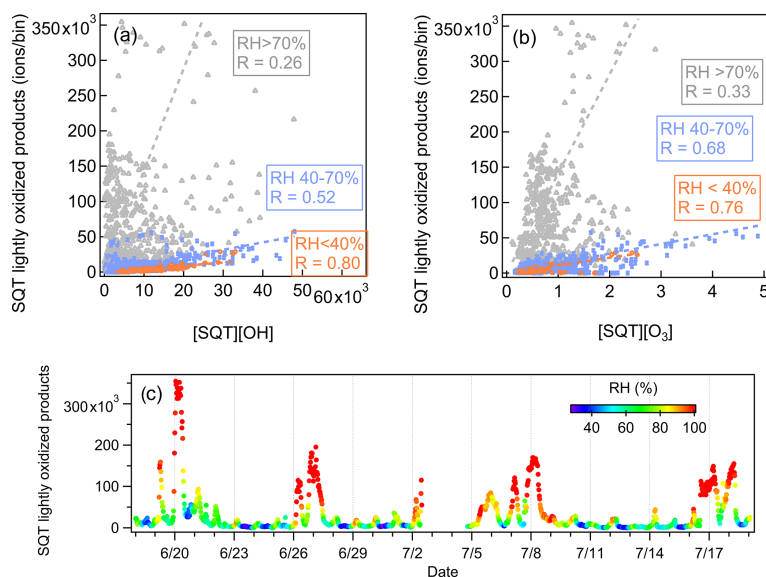 (a)
SQT lightly oxidized products (ions/bin)
350x10³
300
250
200
150
100
50
0
RH>70%
R = 0.26
RH 40-70%
R = 0.52
RH<40%
R = 0.80
0 10 20 30 40 50 60x10³
[SQT][OH]
(b)
SQT lightly oxidized products (ions/bin)
350x10³
300
250
200
150
100
50
0
RH >70%
R = 0.33
RH 40-70%
R = 0.68
RH < 40%
R = 0.76
0 1 2 3 4 5
[SQT][O₃]
(c)
SQT lightly oxidized products
300x10³
200
100
0
RH (%)
40 60 80 100
6/20 6/23 6/26 6/29 7/2 7/5 7/8 7/11 7/14 7/17
Date